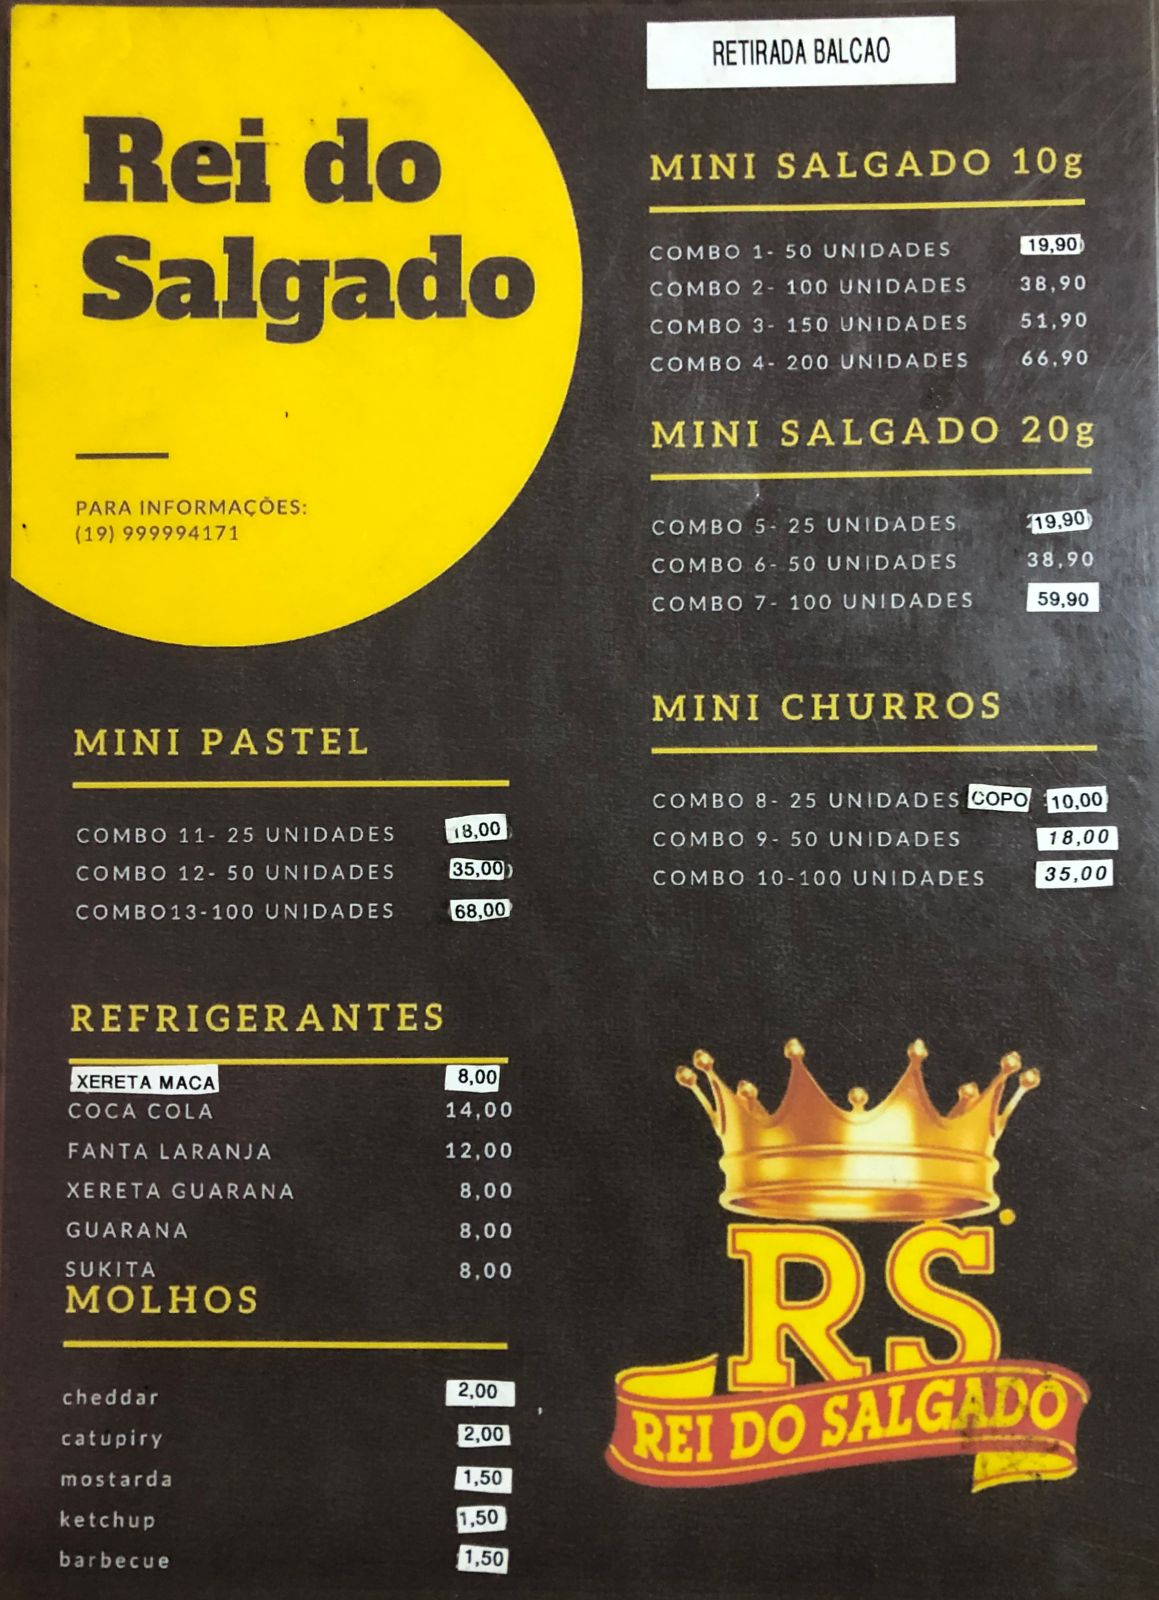 Rei do
Salgado
PARA INFORMAÇÕES:
(19) 999994171
RETIRADA BALCAO
MINI SALGADO 10g
COMBO 1- 50 UNIDADES 19,90
COMBO 2- 100 UNIDADES 38,90
COMBO 3- 150 UNIDADES 51,90
COMBO 4- 200 UNIDADES 66,90
MINI SALGADO 20g
COMBO 5- 25 UNIDADES 19,90
COMBO 6- 50 UNIDADES 38,90
COMBO 7- 100 UNIDADES 59,90
MINI CHURROS
COMBO 8- 25 UNIDADES COPO 10,00
COMBO 9- 50 UNIDADES 18,00
COMBO 10-100 UNIDADES 35,00
MINI PASTEL
COMBO 11- 25 UNIDADES 18,00
COMBO 12- 50 UNIDADES 35,00
COMBO13-100 UNIDADES 68,00
REFRIGERANTES
XERETA MACA 8,00
COCA COLA 14,00
FANTA LARANJA 12,00
XERETA GUARANA 8,00
GUARANA 8,00
SUKITA 8,00
MOLHOS
cheddar 2,00
catupiry 2,00
mostarda 1,50
ketchup 1,50
barbecue 1,50
RS
REI DO SALGADO